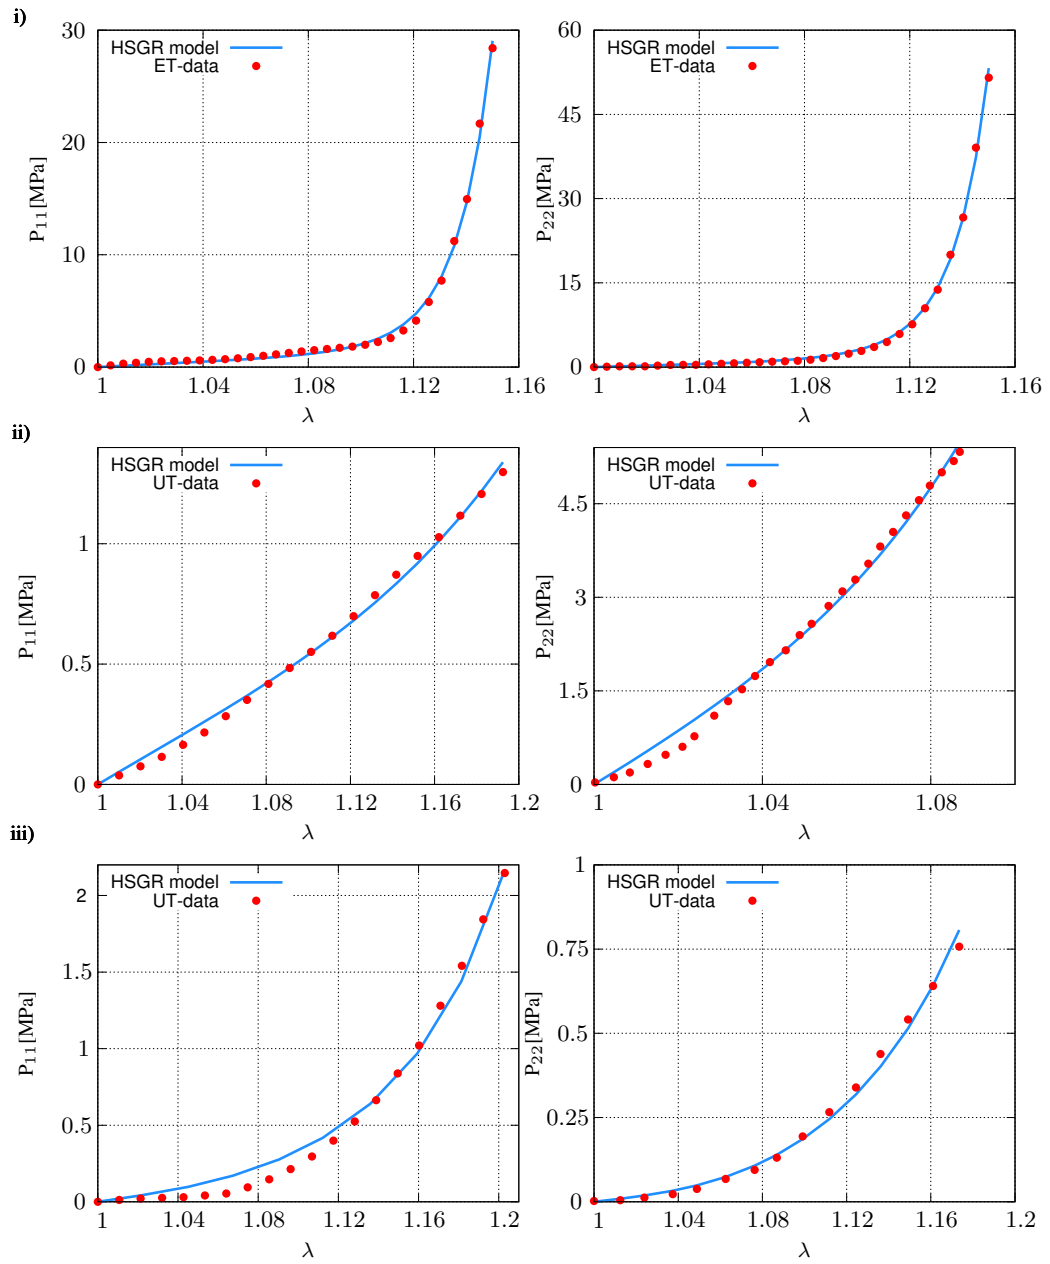 i)
HSGR model
ET-data
P₁₁[MPa]
30
20
10
0
1
1.04
1.08
1.12
1.16
λ
HSGR model
ET-data
P₂₂[MPa]
60
45
30
15
0
1
1.04
1.08
1.12
1.16
λ
ii)
HSGR model
UT-data
P₁₁[MPa]
1
0.5
0
1
1.04
1.08
1.12
1.16
1.2
λ
HSGR model
UT-data
P₂₂[MPa]
4.5
3
1.5
0
1
1.04
1.08
λ
iii)
HSGR model
UT-data
P₁₁[MPa]
2
1.5
1
0.5
0
1
1.04
1.08
1.12
1.16
1.2
λ
HSGR model
UT-data
P₂₂[MPa]
1
0.75
0.5
0.25
0
1
1.04
1.08
1.12
1.16
1.2
λ